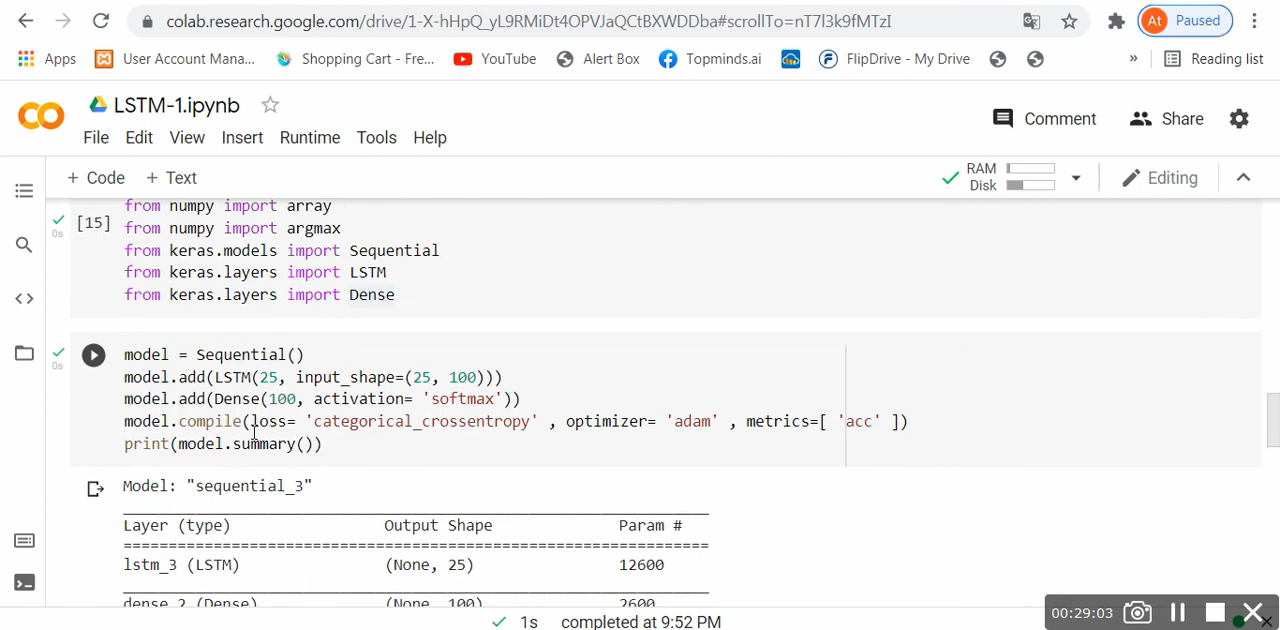 colab.research.google.com/drive/1-X-hHpQ_yL9RMiDt4OPVJaQCtBXWDDba#scrollTo=nT7l3k9fMTzI
At Paused
Apps User Account Mana... Shopping Cart - Fre... YouTube Alert Box Topminds.ai FlipDrive - My Drive » Reading list
CO LSTM-1.ipynb
Comment Share
File Edit View Insert Runtime Tools Help
+ Code + Text
RAM
Disk
Editing
from numpy import array
[15] from numpy import argmax
0s
from keras.models import Sequential
from keras.layers import LSTM
from keras.layers import Dense
model = Sequential()
0s
model.add(LSTM(25, input_shape=(25, 100)))
model.add(Dense(100, activation= 'softmax'))
model.compile(loss= 'categorical_crossentropy' , optimizer= 'adam' , metrics=[ 'acc' ])
print(model.summary())
Model: "sequential_3"
Layer (type) Output Shape Param #
=================================================================
lstm_3 (LSTM) (None, 25) 12600
dense_2 (Dense) (None, 100) 2600
1s completed at 9:52 PM
00:29:03